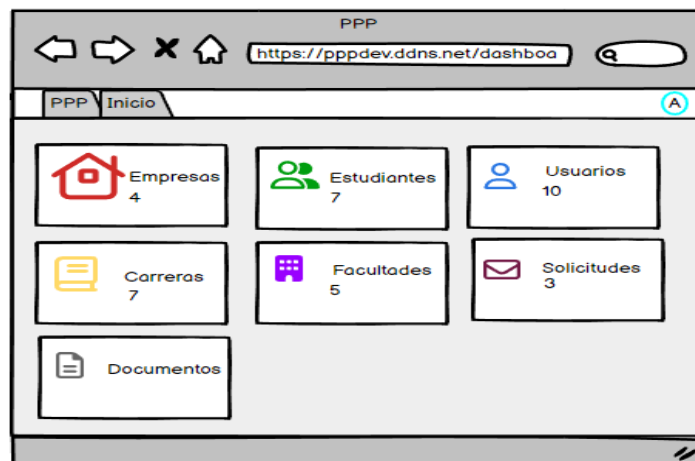 PPP
https://pppdev.ddns.net/dashboa
PPP
Inicio
A
Empresas
4
Estudiantes
7
Usuarios
10
Carreras
7
Facultades
5
Solicitudes
3
Documentos